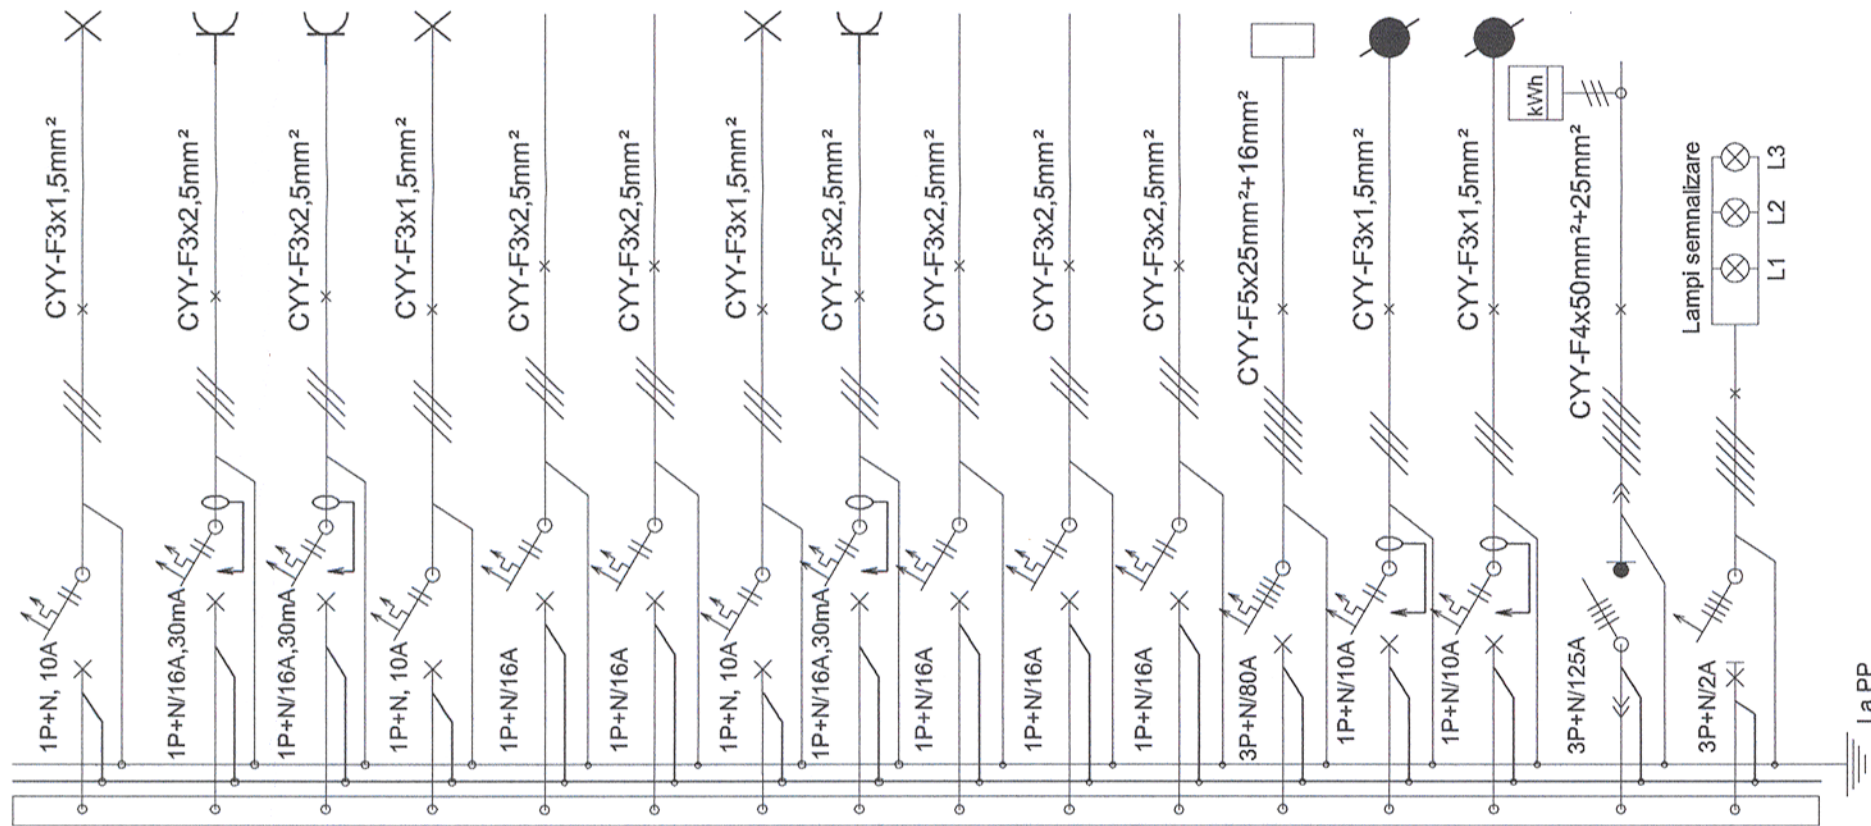 CYY-F3x1,5mm²
1P+N, 10A
CYY-F3x2,5mm²
1P+N/16A,30mA
CYY-F3x2,5mm²
1P+N/16A,30mA
CYY-F3x1,5mm²
1P+N, 10A
CYY-F3x2,5mm²
1P+N/16A
CYY-F3x2,5mm²
1P+N/16A
CYY-F3x1,5mm²
1P+N, 10A
CYY-F3x2,5mm²
1P+N/16A,30mA
CYY-F3x2,5mm²
1P+N/16A
CYY-F3x2,5mm²
1P+N/16A
CYY-F3x2,5mm²
1P+N/16A
CYY-F5x25mm²+16mm²
3P+N/80A
CYY-F3x1,5mm²
1P+N/10A
CYY-F3x1,5mm²
1P+N/10A
kWh
CYY-F4x50mm²+25mm²
3P+N/125A
Lampi semnalizare
L1 L2 L3
3P+N/2A
La PP